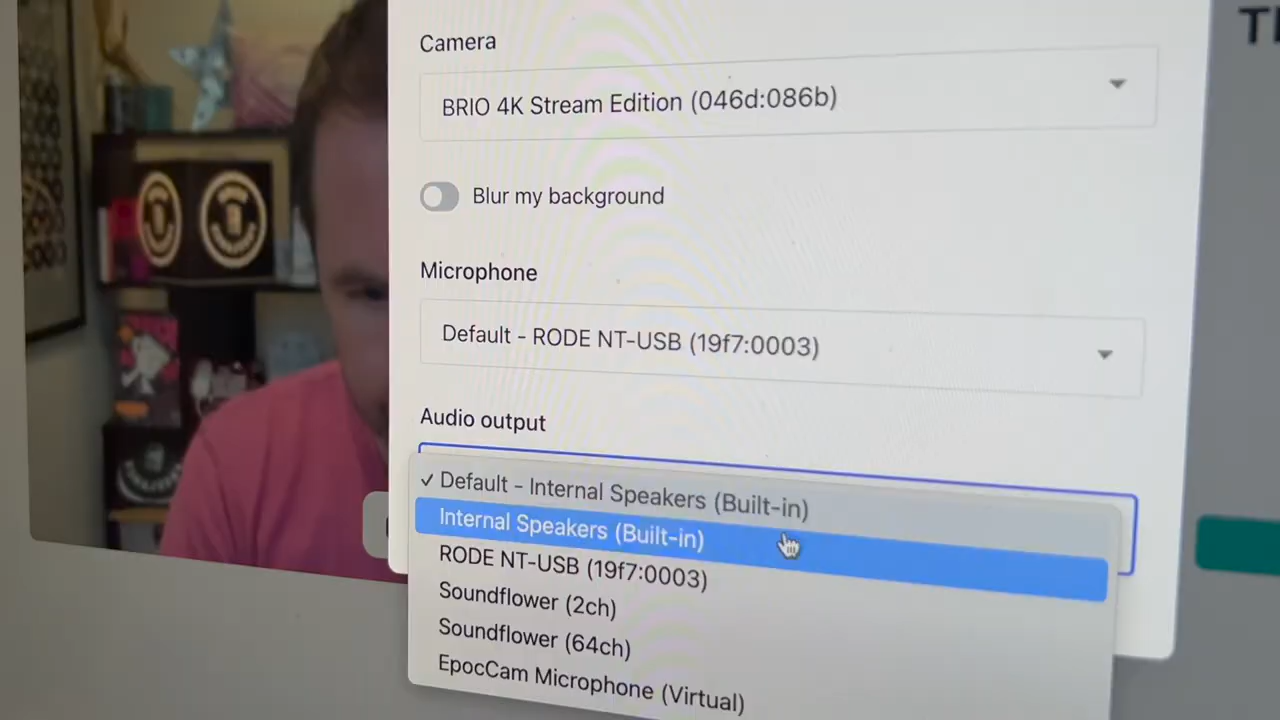 Camera
BRIO 4K Stream Edition (046d:086b)
Blur my background
Microphone
Default - RODE NT-USB (19f7:0003)
Audio output
✓ Default - Internal Speakers (Built-in)
Internal Speakers (Built-in)
RODE NT-USB (19f7:0003)
Soundflower (2ch)
Soundflower (64ch)
EpocCam Microphone (Virtual)